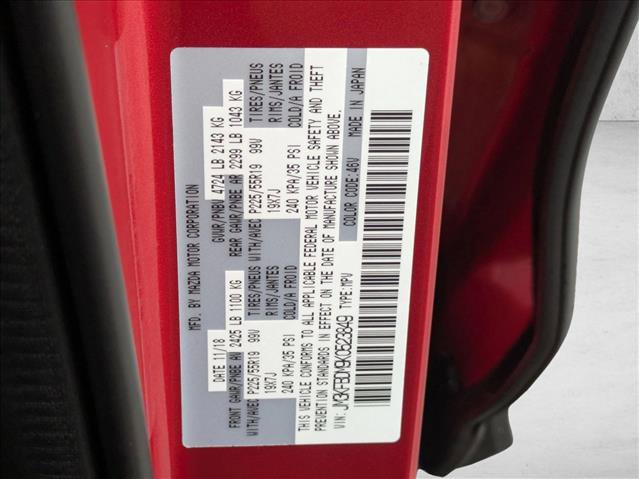 MFD. BY MAZDA MOTOR CORPORATION
DATE 11/18 GVWR/PNBV 4724 LB 2143 KG
FRONT GAWR/PNBE AV 2425 LB 1100 KG REAR GAWR/PNBE AR 2299 LB 1043 KG
WITH/AVEC P225/55R19 99V TIRES/PNEUS WITH/AVEC P225/55R19 99V TIRES/PNEUS
19X7J RIMS/JANTES 19X7J RIMS/JANTES
240 KPA/35 PSI COLD/A FROID 240 KPA/35 PSI COLD/A FROID
THIS VEHICLE CONFORMS TO ALL APPLICABLE FEDERAL MOTOR VEHICLE SAFETY AND THEFT
PREVENTION STANDARDS IN EFFECT ON THE DATE OF MANUFACTURE SHOWN ABOVE.
VIN: JM3KFBDY9K0523849 TYPE: MPV COLOR CODE: 46V MADE IN JAPAN